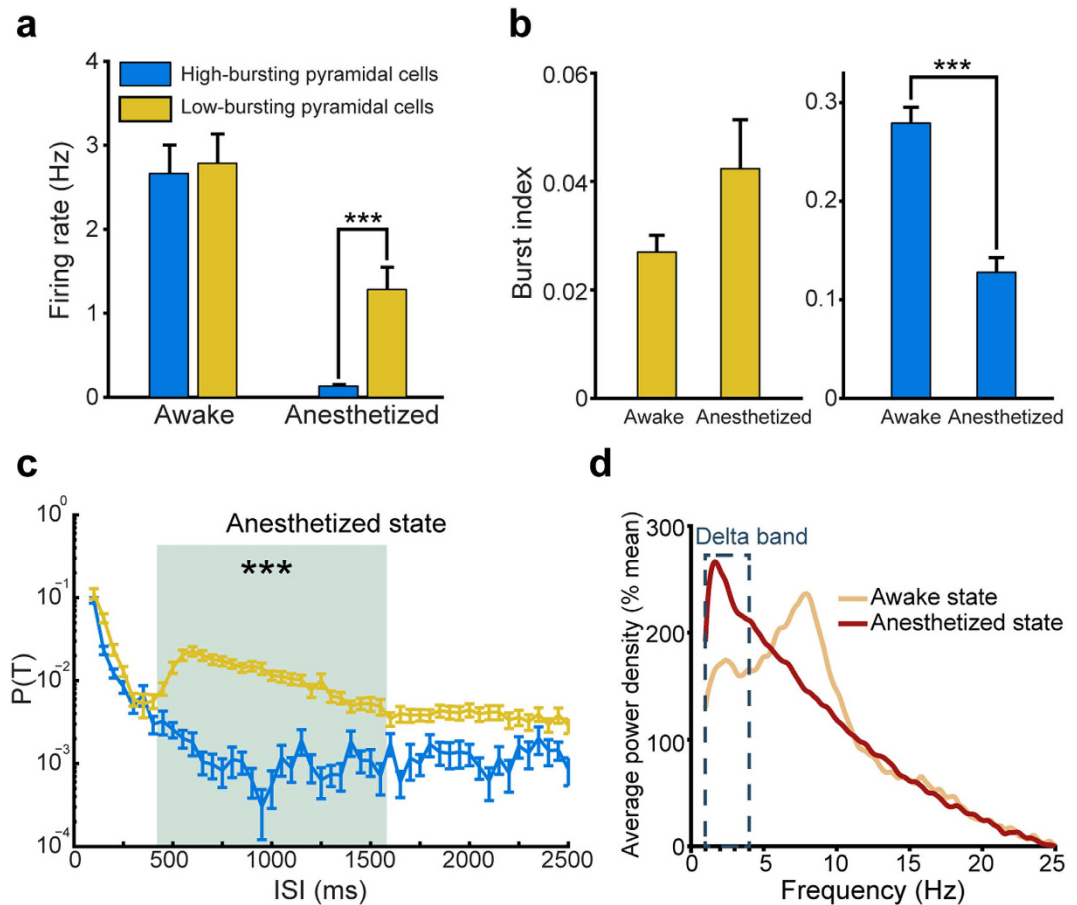 a
Firing rate (Hz)
4
3
2
1
0
High-bursting pyramidal cells
Low-bursting pyramidal cells
***
Awake
Anesthetized
b
Burst index
0.06
0.04
0.02
0
Awake
Anesthetized
0.3
0.1
0
***
Awake
Anesthetized
c
Anesthetized state
***
P(T)
10^0
10^-1
10^-2
10^-3
10^-4
0
500
1000
1500
2000
2500
ISI (ms)
d
Average power density (% mean)
300
200
100
0
Delta band
Awake state
Anesthetized state
0
5
10
15
20
25
Frequency (Hz)